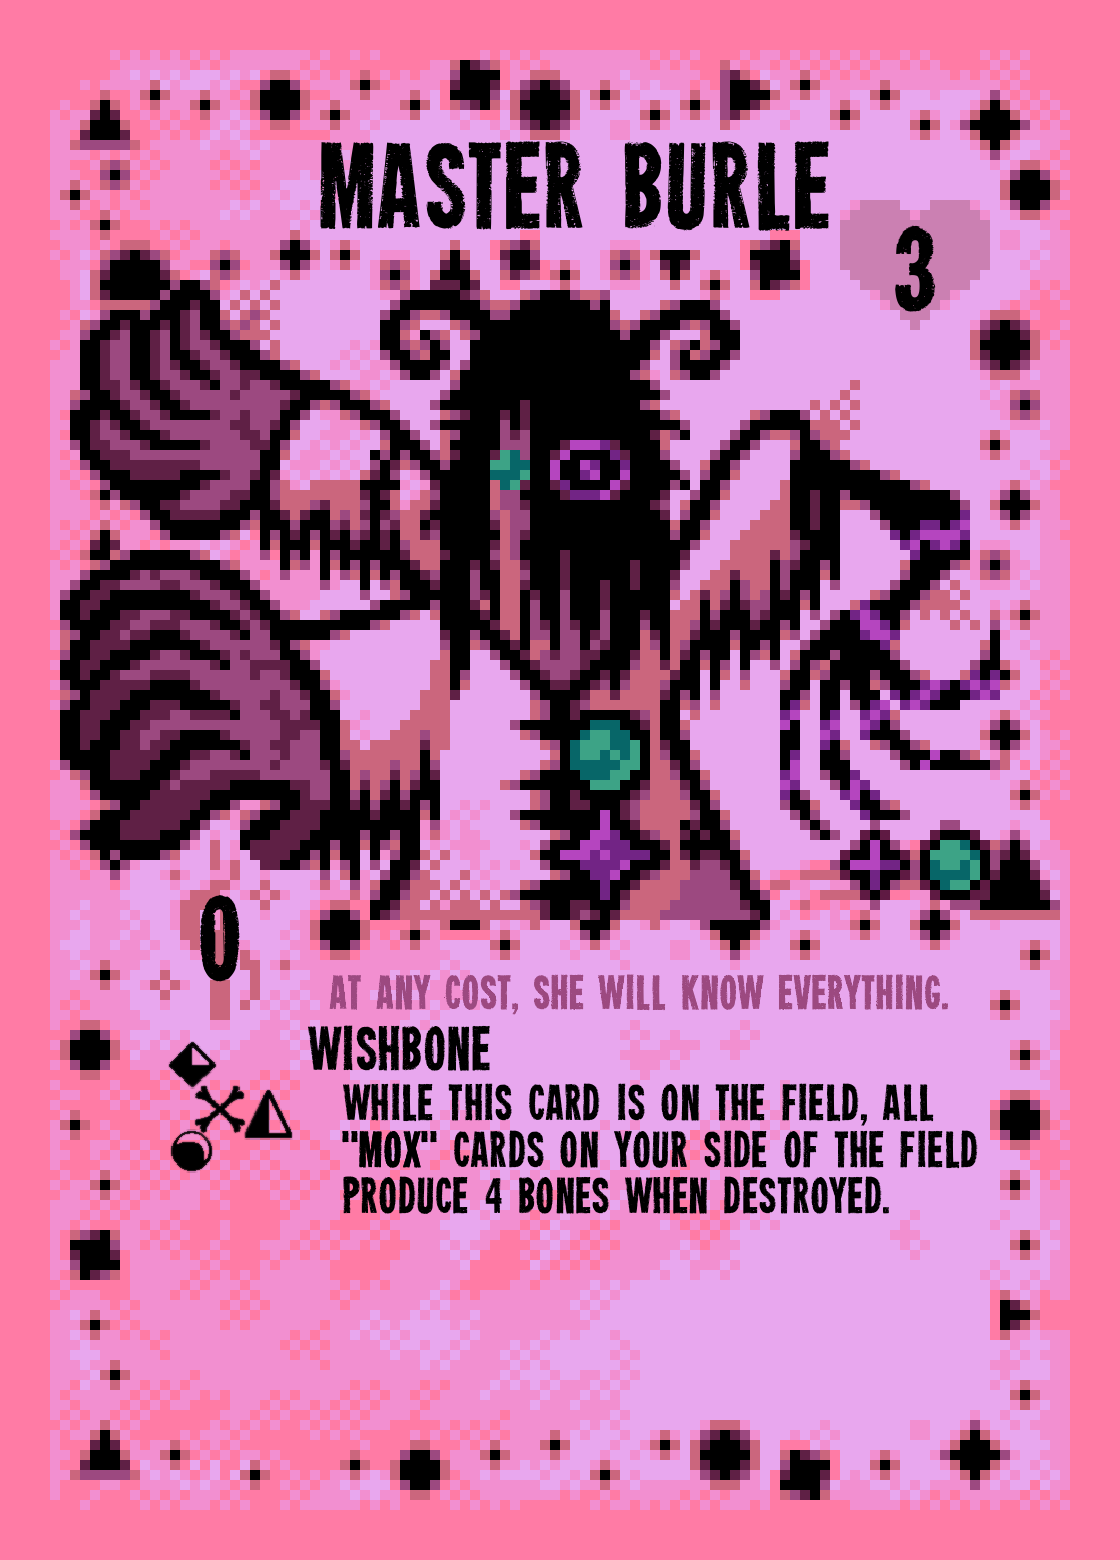 MASTER BURLE
3
0
AT ANY COST, SHE WILL KNOW EVERYTHING.
WISHBONE
WHILE THIS CARD IS ON THE FIELD, ALL
"MOX" CARDS ON YOUR SIDE OF THE FIELD
PRODUCE 4 BONES WHEN DESTROYED.